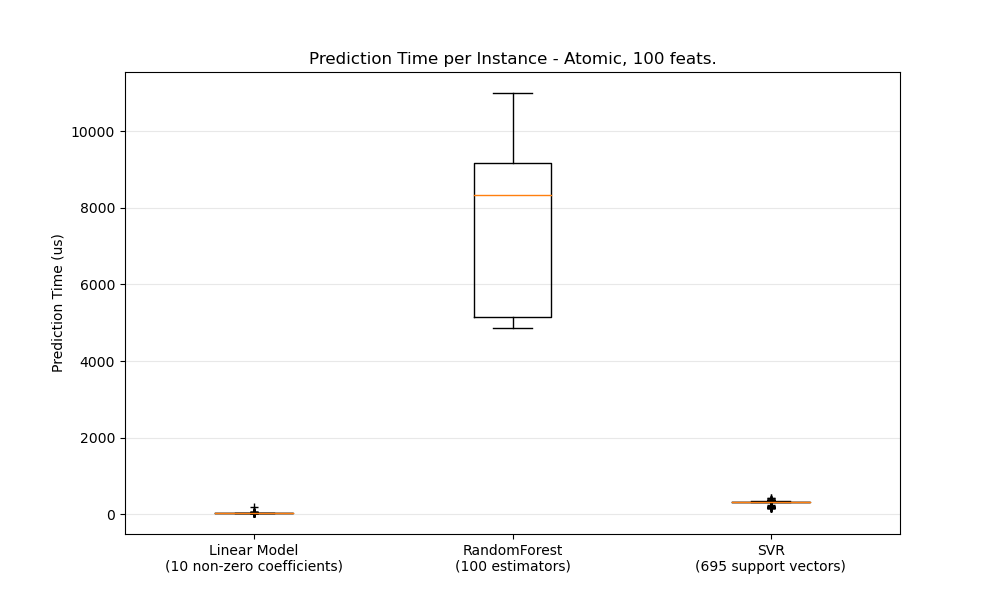 Prediction Time per Instance - Atomic, 100 feats.
Prediction Time (us)
10000
8000
6000
4000
2000
0
Linear Model
(10 non-zero coefficients)
RandomForest
(100 estimators)
SVR
(695 support vectors)